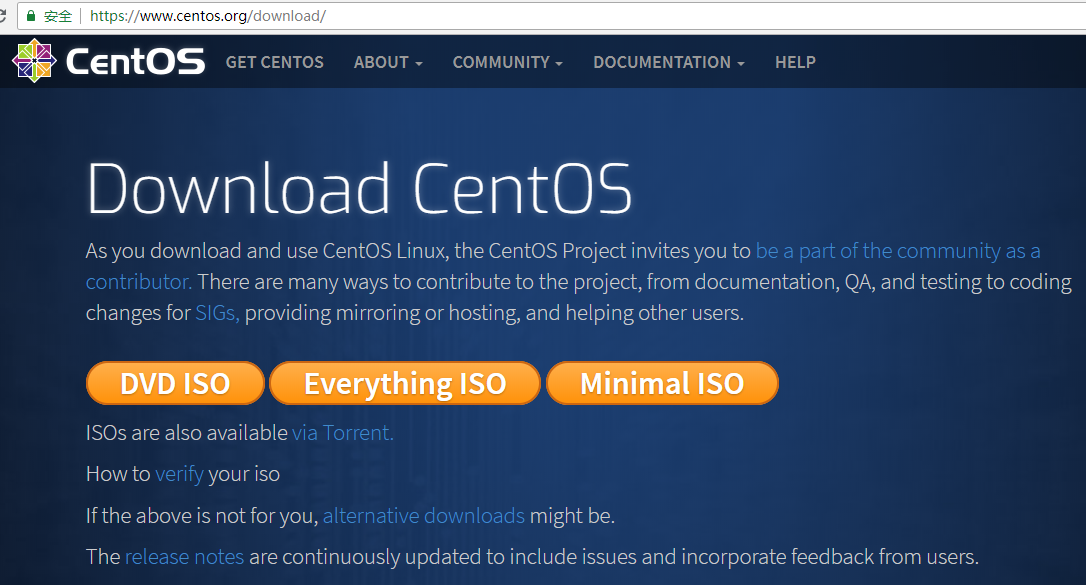 安全 https://www.centos.org/download/
CentOS GET CENTOS ABOUT COMMUNITY DOCUMENTATION HELP
Download CentOS
As you download and use CentOS Linux, the CentOS Project invites you to be a part of the community as a
contributor. There are many ways to contribute to the project, from documentation, QA, and testing to coding
changes for SIGs, providing mirroring or hosting, and helping other users.
DVD ISO Everything ISO Minimal ISO
ISOs are also available via Torrent.
How to verify your iso
If the above is not for you, alternative downloads might be.
The release notes are continuously updated to include issues and incorporate feedback from users.